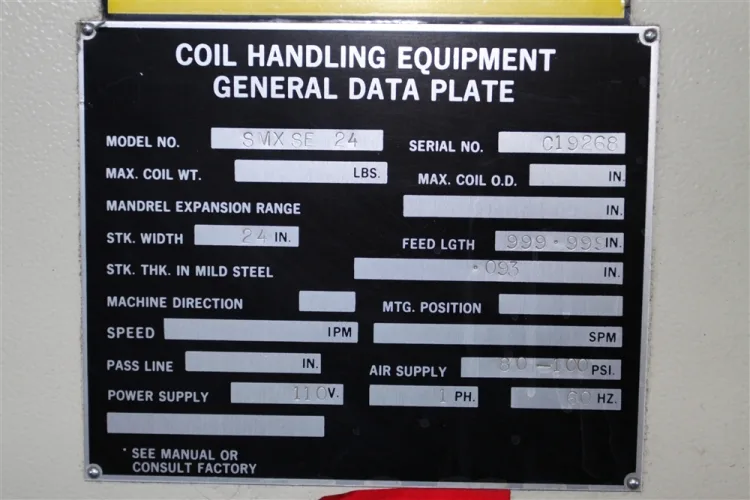 COIL HANDLING EQUIPMENT
GENERAL DATA PLATE
MODEL NO. SMX SE 24 SERIAL NO. C19268
MAX. COIL WT. LBS. MAX. COIL O.D. IN.
MANDREL EXPANSION RANGE IN.
STK. WIDTH 24 IN. FEED LGTH 999.999 IN.
STK. THK. IN MILD STEEL .093 IN.
MACHINE DIRECTION MTG. POSITION
SPEED IPM SPM
PASS LINE IN. AIR SUPPLY 80-100 PSI.
POWER SUPPLY 110 V. 1 PH. 60 HZ.
* SEE MANUAL OR
CONSULT FACTORY